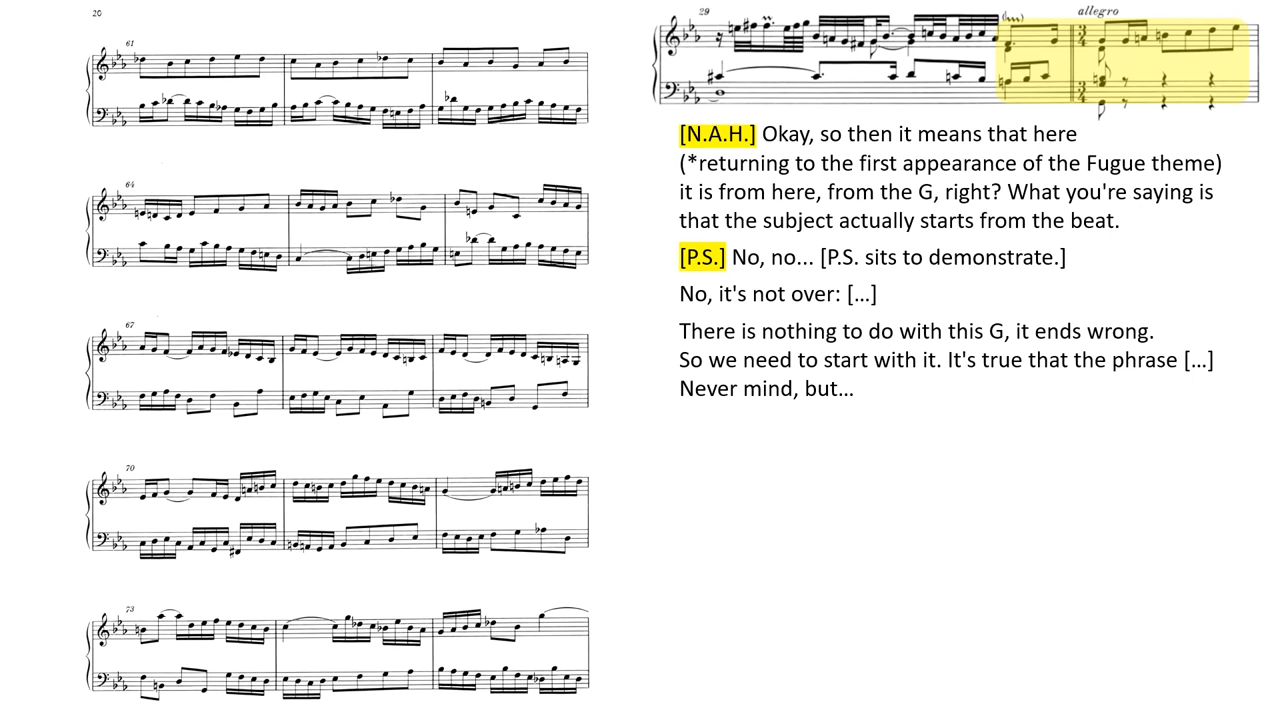 20
61
64
67
70
73
29
allegro
3
4
3
4
[N.A.H.] Okay, so then it means that here
(*returning to the first appearance of the Fugue theme)
it is from here, from the G, right? What you're saying is
that the subject actually starts from the beat.
[P.S.] No, no... [P.S. sits to demonstrate.]
No, it's not over: […]
There is nothing to do with this G, it ends wrong.
So we need to start with it. It's true that the phrase […]
Never mind, but…